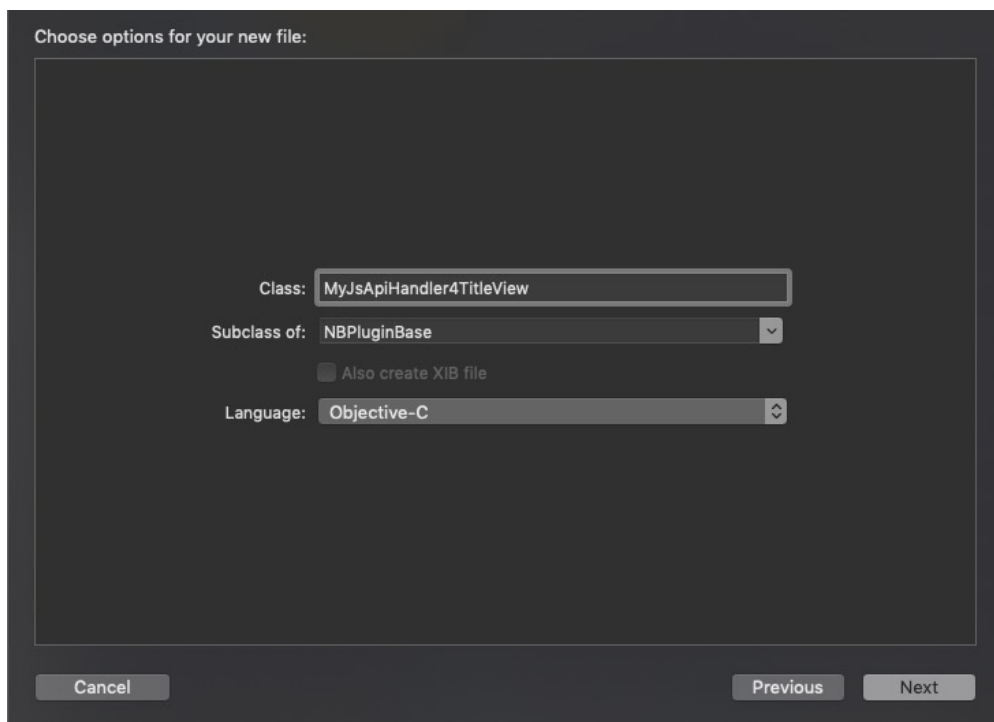 Choose options for your new file:
Class: MyJsApiHandler4TitleView
Subclass of: NBPluginBase
Also create XIB file
Language: Objective-C
Cancel Previous Next